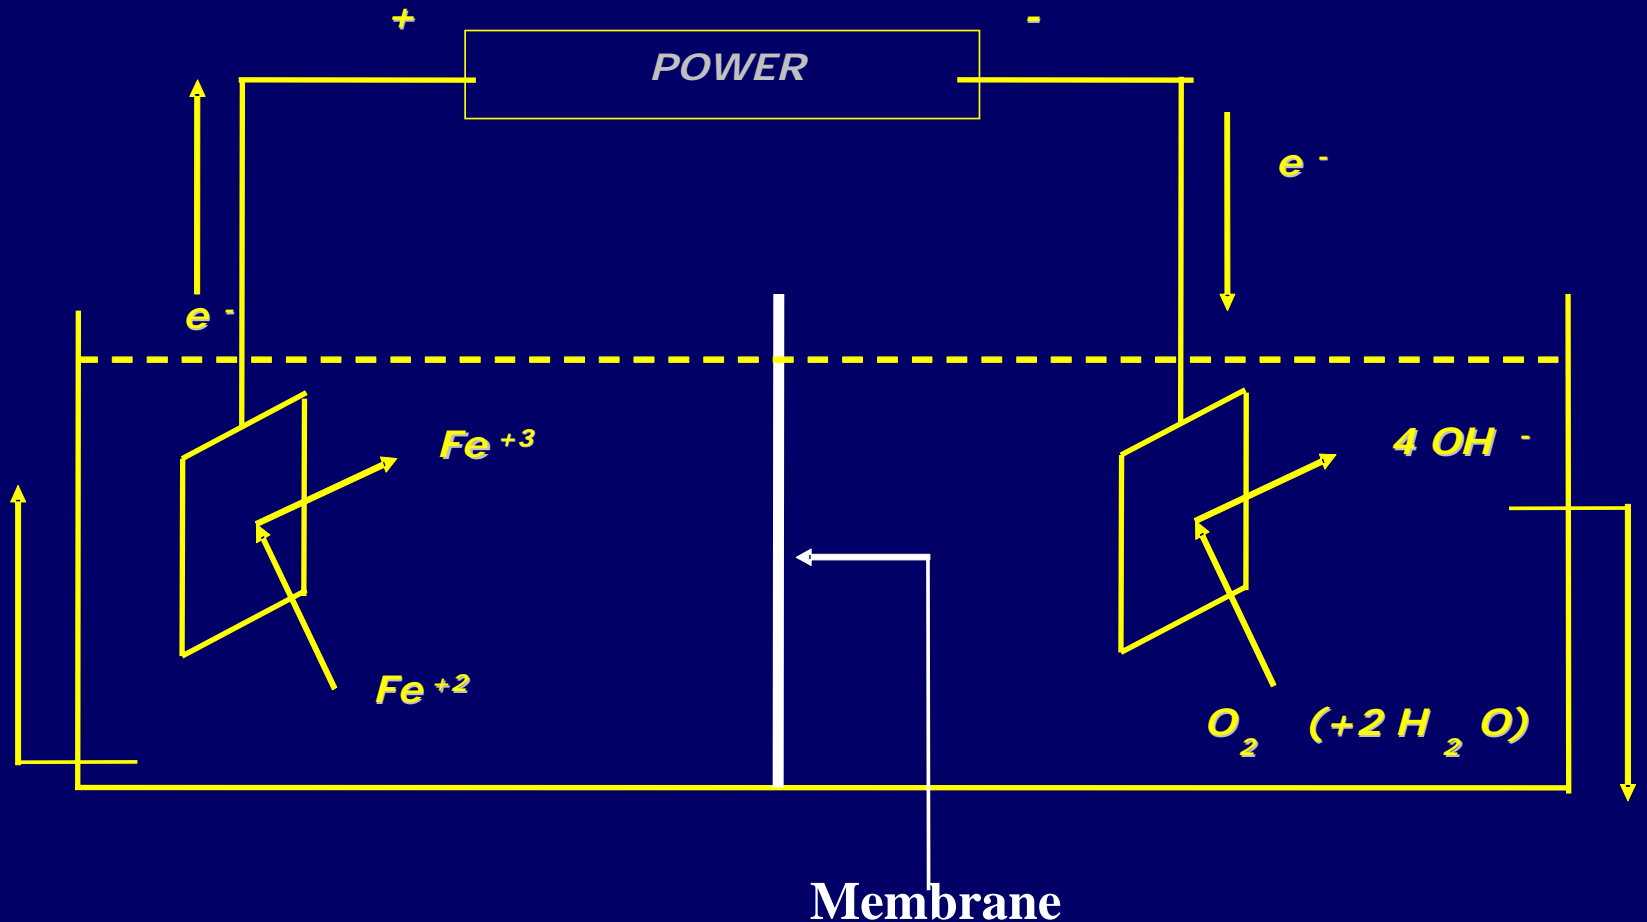 + -
POWER
e -
e -
Fe +3
4 OH -
Fe +2
O 2 (+2 H 2 O)
Membrane